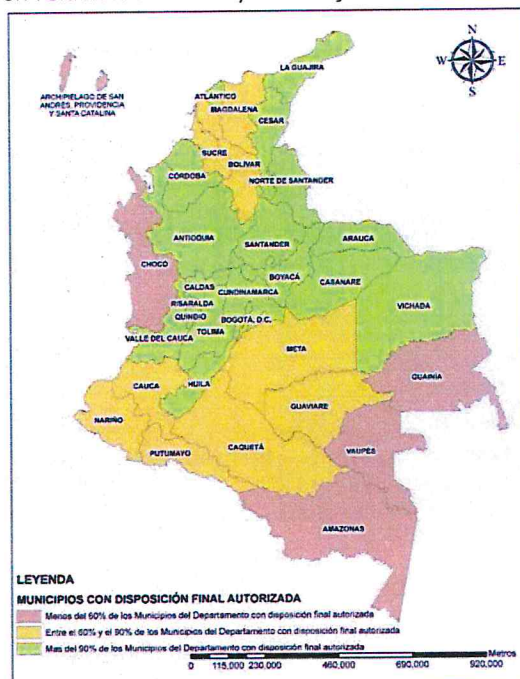 N
W E
S
LA GUAJIRA
ARCHIPIÉLAGO DE SAN
ANDRÉS, PROVIDENCIA
Y SANTA CATALINA
ATLÁNTICO
MAGDALENA
CESAR
SUCRE
BOLIVAR
CÓRDOBA
NORTE DE SANTANDER
ANTIOQUIA
SANTANDER
ARAUCA
CHOCÓ
BOYACÁ
CASANARE
CALDAS
CUNDINAMARCA
RISARALDA
VICHADA
QUINDIO
BOGOTÁ, D.C.
VALLE DEL CAUCA
TOLIMA
META
GUAINÍA
CAUCA
HUILA
GUAVIARE
NARIÑO
CAQUETÁ
VAUPÉS
PUTUMAYO
AMAZONAS
LEYENDA
MUNICIPIOS CON DISPOSICIÓN FINAL AUTORIZADA
Menos del 60% de los Municipios del Departamento con disposición final autorizada
Entre el 60% y el 90% de los Municipios del Departamento con disposición final autorizada
Mas del 90% de los Municipios del Departamento con disposición final autorizada
Metros
0 115,000 230,000 460,000 690,000 920,000